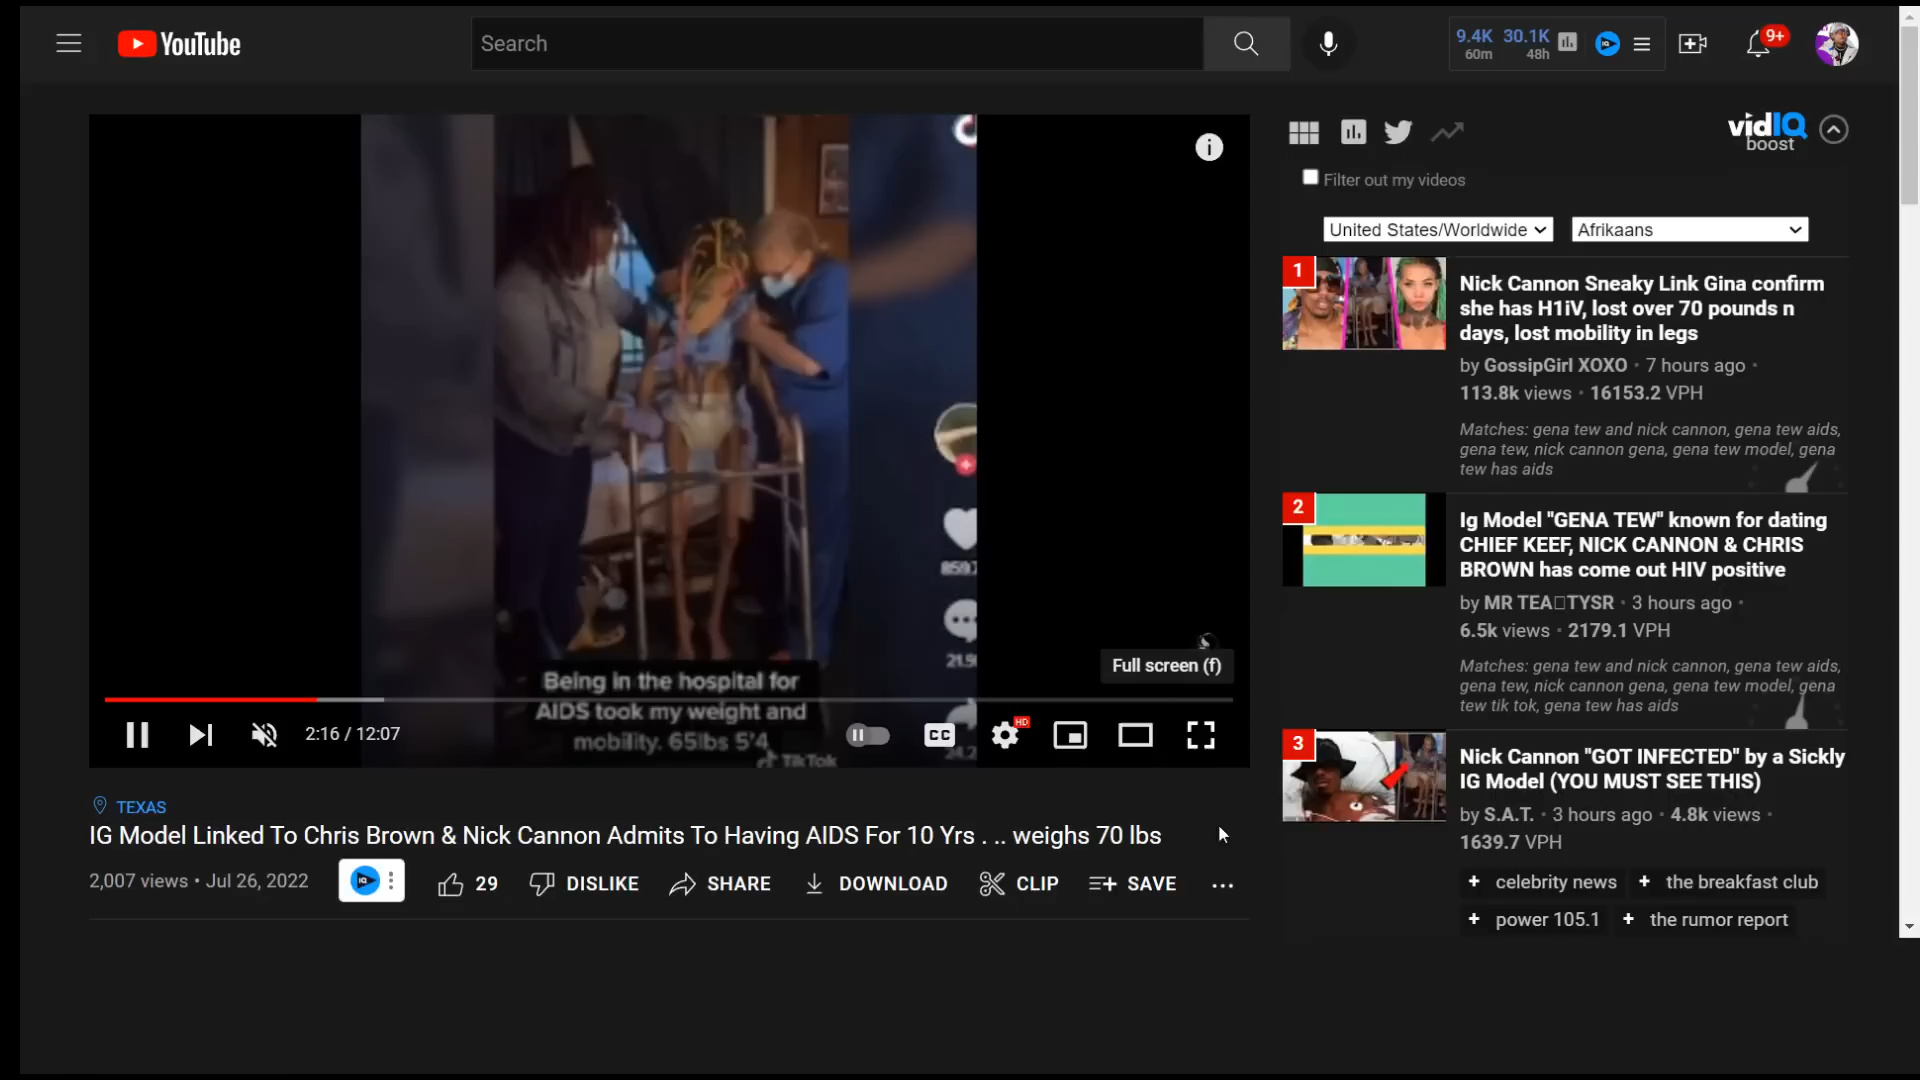 YouTube
Search
9.4K 60m
30.1K 48h
9+
Being in the hospital for
AIDS took my weight and
mobility. 65lbs 5'4
TikTok
Full screen (f)
2:16 / 12:07
CC
HD
TEXAS
IG Model Linked To Chris Brown & Nick Cannon Admits To Having AIDS For 10 Yrs . .. weighs 70 lbs
2,007 views • Jul 26, 2022
29
DISLIKE
SHARE
DOWNLOAD
CLIP
SAVE
vidIQ
boost
Filter out my videos
United States/Worldwide
Afrikaans
1
Nick Cannon Sneaky Link Gina confirm
she has H1iV, lost over 70 pounds n
days, lost mobility in legs
by GossipGirl XOXO • 7 hours ago •
113.8k views • 16153.2 VPH
Matches: gena tew and nick cannon, gena tew aids,
gena tew, nick cannon gena, gena tew model, gena
tew has aids
2
Ig Model "GENA TEW" known for dating
CHIEF KEEF, NICK CANNON & CHRIS
BROWN has come out HIV positive
by MR TEA□TYSR • 3 hours ago •
6.5k views • 2179.1 VPH
Matches: gena tew and nick cannon, gena tew aids,
gena tew, nick cannon gena, gena tew model, gena
tew tik tok, gena tew has aids
3
Nick Cannon "GOT INFECTED" by a Sickly
IG Model (YOU MUST SEE THIS)
by S.A.T. • 3 hours ago • 4.8k views •
1639.7 VPH
+ celebrity news + the breakfast club
+ power 105.1 + the rumor report